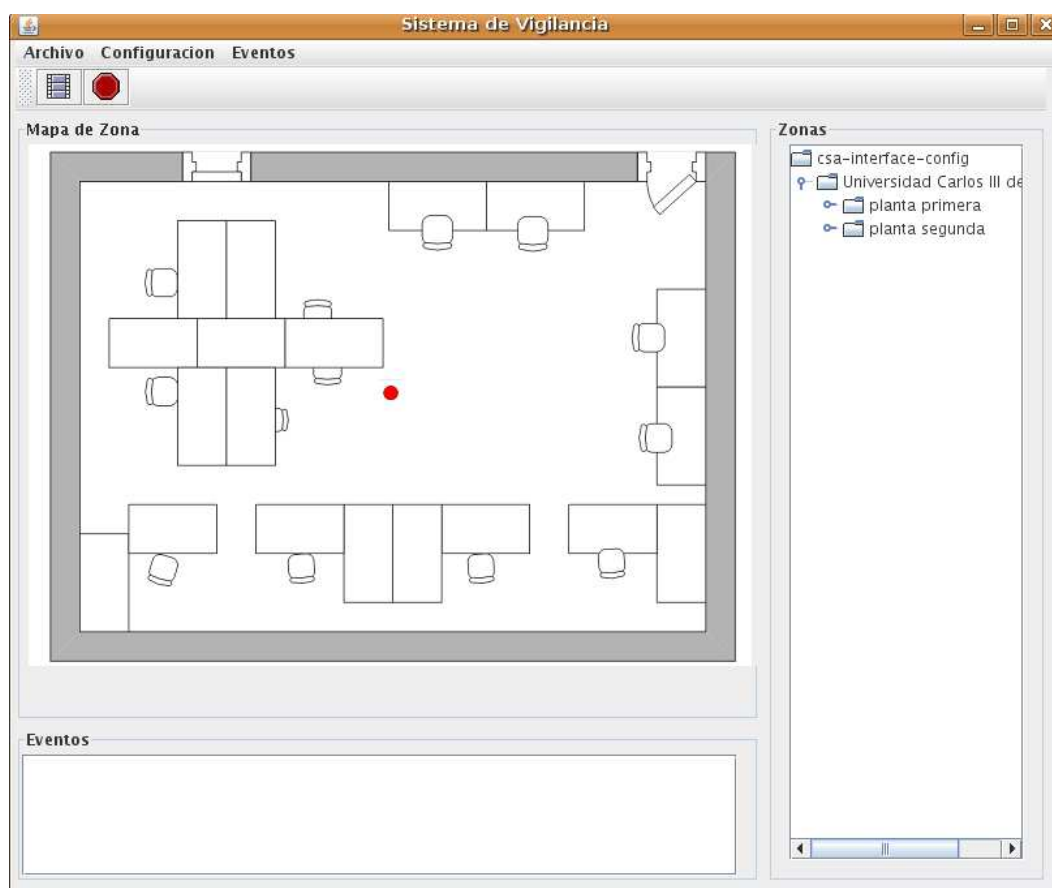 Sistema de Vigilancia
Archivo Configuracion Eventos
Mapa de Zona
Zonas
csa-interface-config
Universidad Carlos III de
planta primera
planta segunda
Eventos